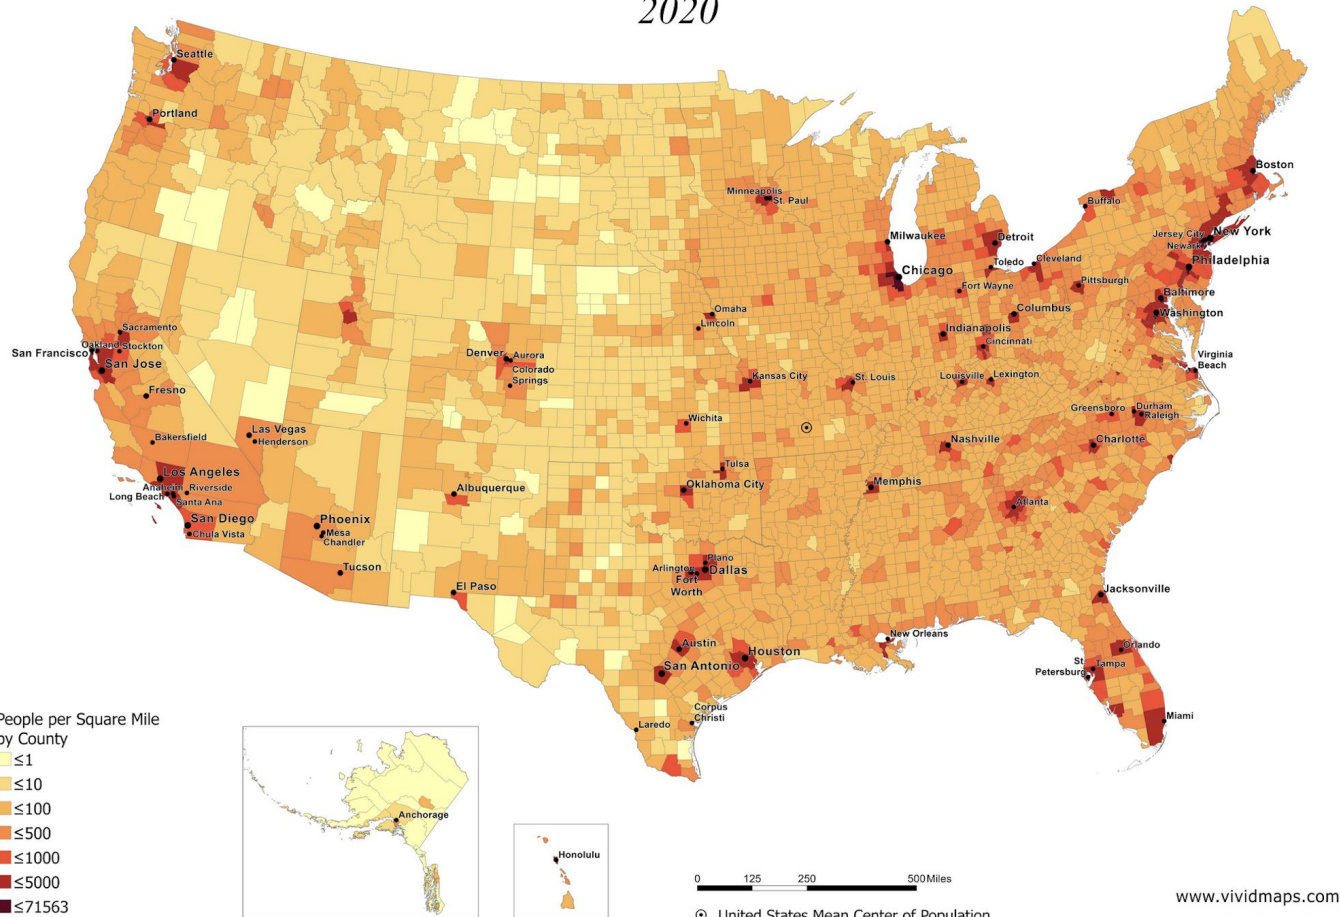 2020
Seattle
Portland
Minneapolis
St. Paul
Milwaukee
Chicago
Detroit
Toledo
Cleveland
Buffalo
Boston
Jersey City
New York
Newark
Philadelphia
Pittsburgh
Fort Wayne
Baltimore
Washington
Columbus
Indianapolis
Cincinnati
Virginia
Beach
Omaha
Lincoln
Sacramento
San Francisco
Oakland
Stockton
San Jose
Fresno
Denver
Aurora
Colorado
Springs
Kansas City
St. Louis
Louisville
Lexington
Greensboro
Durham
Raleigh
Charlotte
Las Vegas
Henderson
Bakersfield
Wichita
Nashville
Los Angeles
Anaheim
Riverside
Long Beach
Santa Ana
San Diego
Chula Vista
Phoenix
Mesa
Chandler
Tucson
Albuquerque
El Paso
Tulsa
Oklahoma City
Memphis
Atlanta
Plano
Arlington
Dallas
Fort
Worth
Jacksonville
Austin
Houston
San Antonio
New Orleans
Orlando
St
Petersburg
Tampa
Miami
Corpus
Christi
Laredo
People per Square Mile
by County
≤1
≤10
≤100
≤500
≤1000
≤5000
≤71563
Anchorage
Honolulu
0 125 250 500 Miles
United States Mean Center of Population
www.vividmaps.com